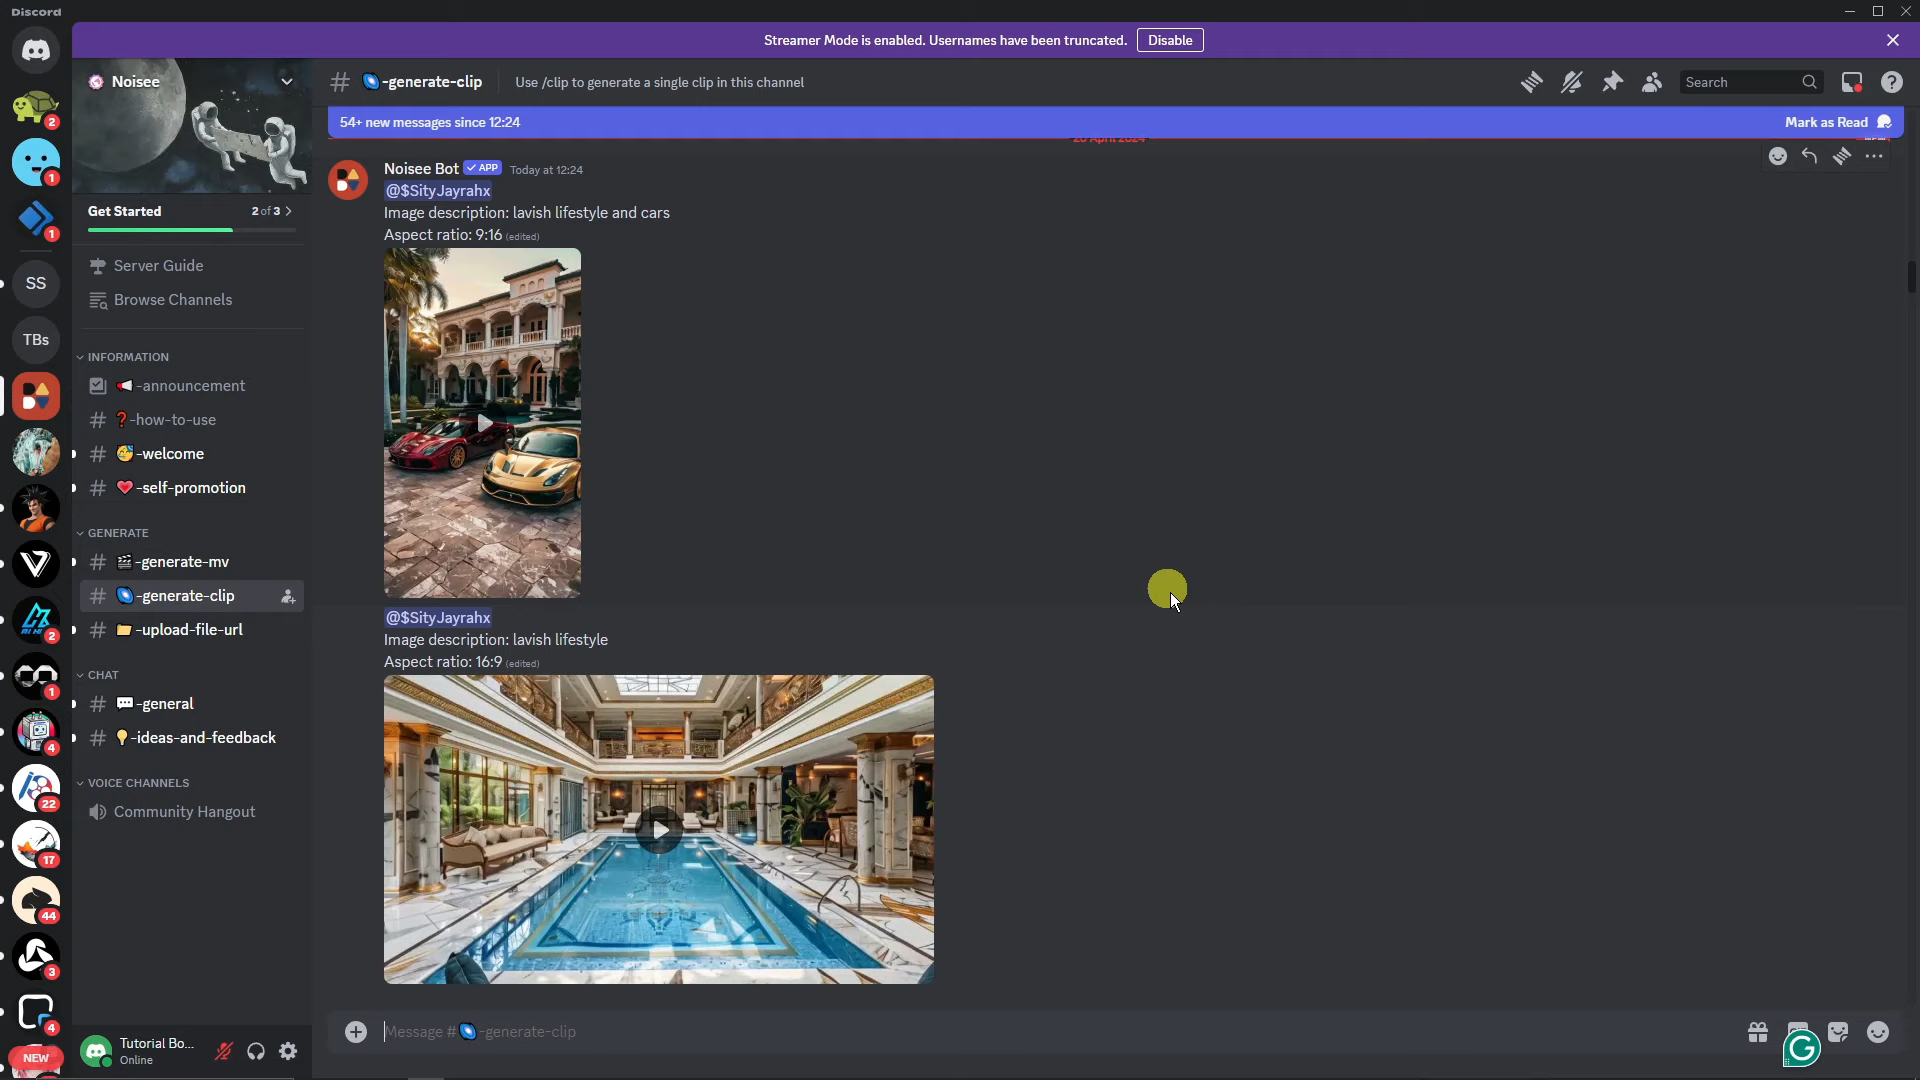 Discord
Streamer Mode is enabled. Usernames have been truncated.
Disable
Noisee
-generate-clip
Use /clip to generate a single clip in this channel
Search
54+ new messages since 12:24
Mark as Read
Noisee Bot APP Today at 12:24
@$SityJayrahx
Image description: lavish lifestyle and cars
Aspect ratio: 9:16 (edited)
@$SityJayrahx
Image description: lavish lifestyle
Aspect ratio: 16:9 (edited)
Message # -generate-clip
Get Started
2 of 3
Server Guide
Browse Channels
INFORMATION
-announcement
-how-to-use
-welcome
-self-promotion
GENERATE
-generate-mv
-generate-clip
-upload-file-url
CHAT
-general
-ideas-and-feedback
VOICE CHANNELS
Community Hangout
Tutorial Bo...
Online
2
1
1
SS
TBs
2
1
4
22
17
44
3
4
NEW